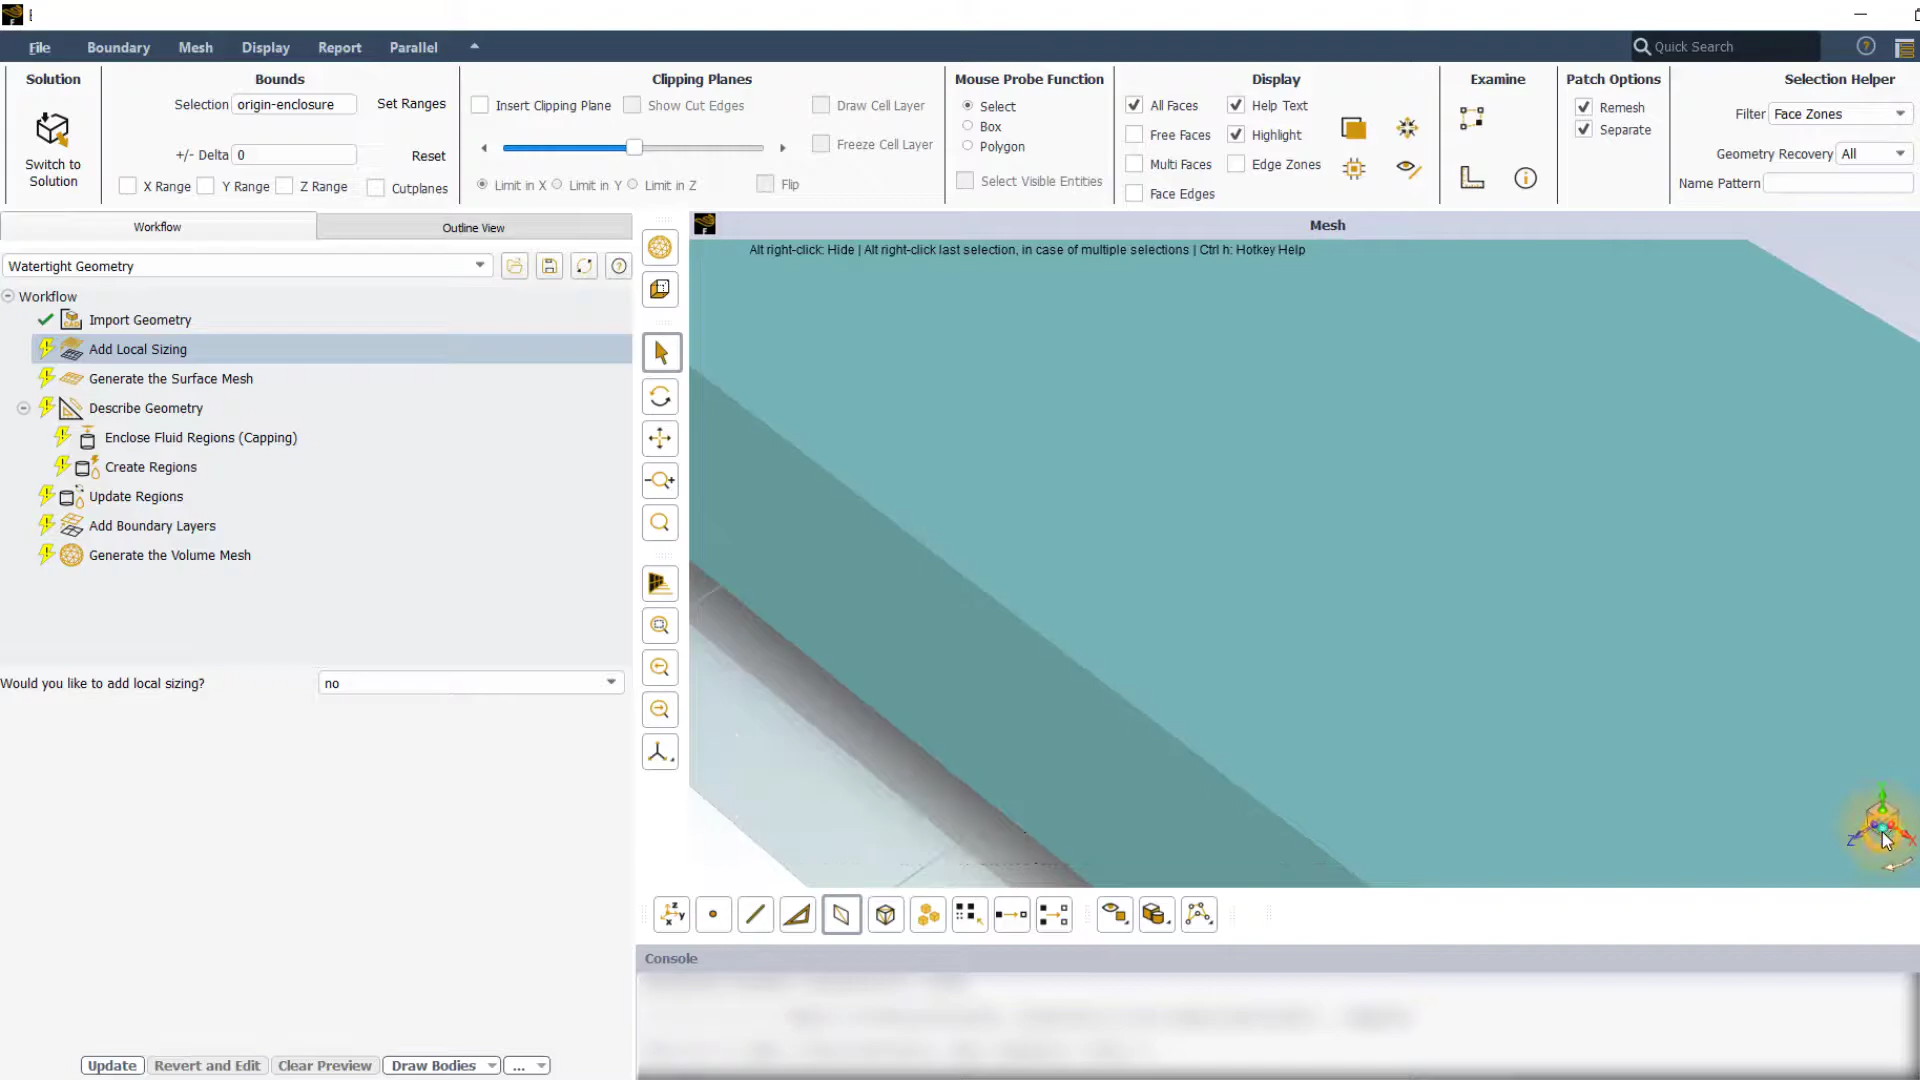 File Boundary Mesh Display Report Parallel Quick Search
Solution Bounds Clipping Planes Mouse Probe Function Display Examine Patch Options Selection Helper
Selection origin-enclosure Set Ranges Insert Clipping Plane Show Cut Edges Draw Cell Layer Select All Faces Help Text Remesh Filter Face Zones
Box Free Faces Highlight Separate
Switch to Solution +/- Delta 0 Reset Freeze Cell Layer Polygon Multi Faces Edge Zones Geometry Recovery All
X Range Y Range Z Range Cutplanes Limit in X Limit in Y Limit in Z Flip Select Visible Entities Face Edges Name Pattern
Workflow Outline View Mesh
Alt right-click: Hide | Alt right-click last selection, in case of multiple selections | Ctrl h: Hotkey Help
Watertight Geometry
Workflow
Import Geometry
Add Local Sizing
Generate the Surface Mesh
Describe Geometry
Enclose Fluid Regions (Capping)
Create Regions
Update Regions
Add Boundary Layers
Generate the Volume Mesh
Would you like to add local sizing? no
Z X
Console
Update Revert and Edit Clear Preview Draw Bodies ...